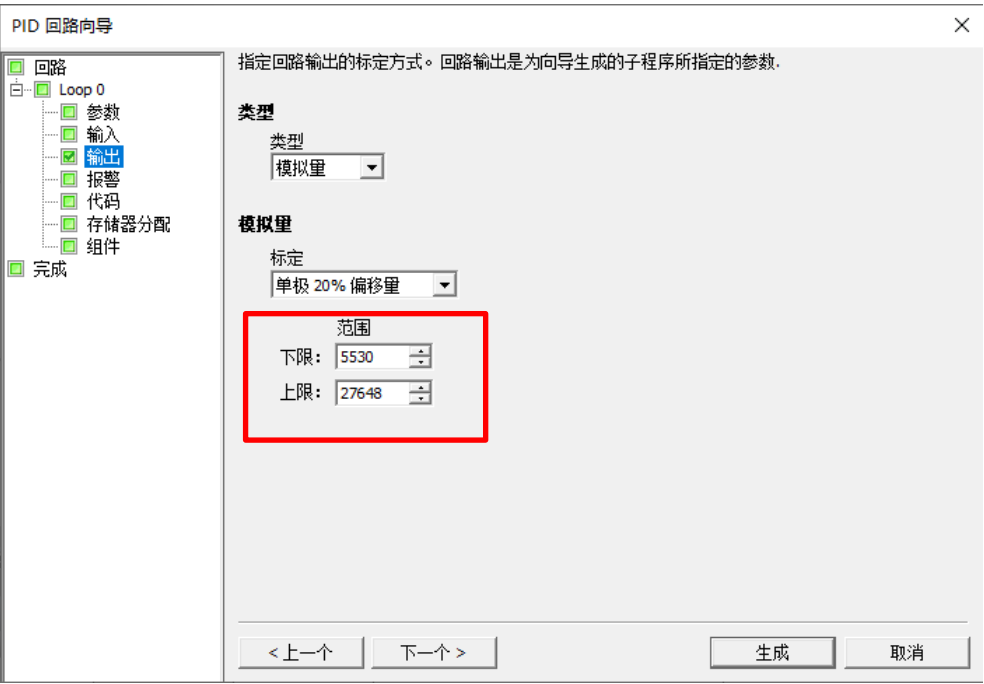 PID 回路向导
回路
Loop 0
参数
输入
输出
报警
代码
存储器分配
组件
完成
指定回路输出的标定方式。回路输出是为向导生成的子程序所指定的参数.
类型
类型
模拟量
模拟量
标定
单极 20% 偏移量
范围
下限： 5530
上限： 27648
<上一个
下一个>
生成
取消